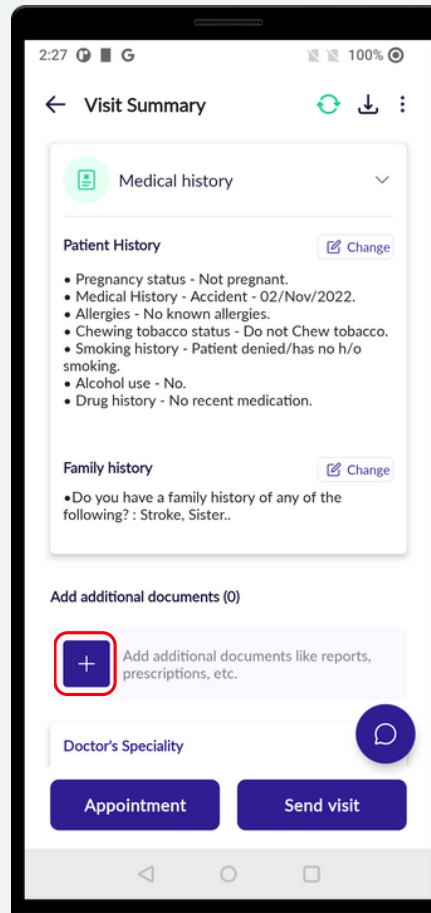 2:27 G 100%
Visit Summary
Medical history
Patient History Change
• Pregnancy status - Not pregnant.
• Medical History - Accident - 02/Nov/2022.
• Allergies - No known allergies.
• Chewing tobacco status - Do not Chew tobacco.
• Smoking history - Patient denied/has no h/o
smoking.
• Alcohol use - No.
• Drug history - No recent medication.
Family history Change
•Do you have a family history of any of the
following? : Stroke, Sister..
Add additional documents (0)
+ Add additional documents like reports,
prescriptions, etc.
Doctor's Speciality
Appointment Send visit